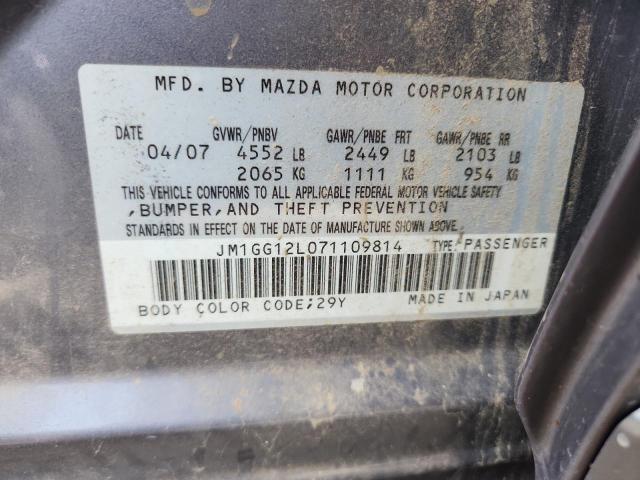 MFD. BY MAZDA MOTOR CORPORATION
DATE GVWR/PNBV GAWR/PNBE FRT GAWR/PNBE RR
04/07 4552 LB 2449 LB 2103 LB
2065 KG 1111 KG 954 KG
THIS VEHICLE CONFORMS TO ALL APPLICABLE FEDERAL MOTOR VEHICLE SAFETY
,BUMPER,AND THEFT PREVENTION
STANDARDS IN EFFECT ON THE DATE OF MANUFACTURE SHOWN ABOVE.
JM1GG12L071109814 TYPE: PASSENGER
BODY COLOR CODE;29Y MADE IN JAPAN